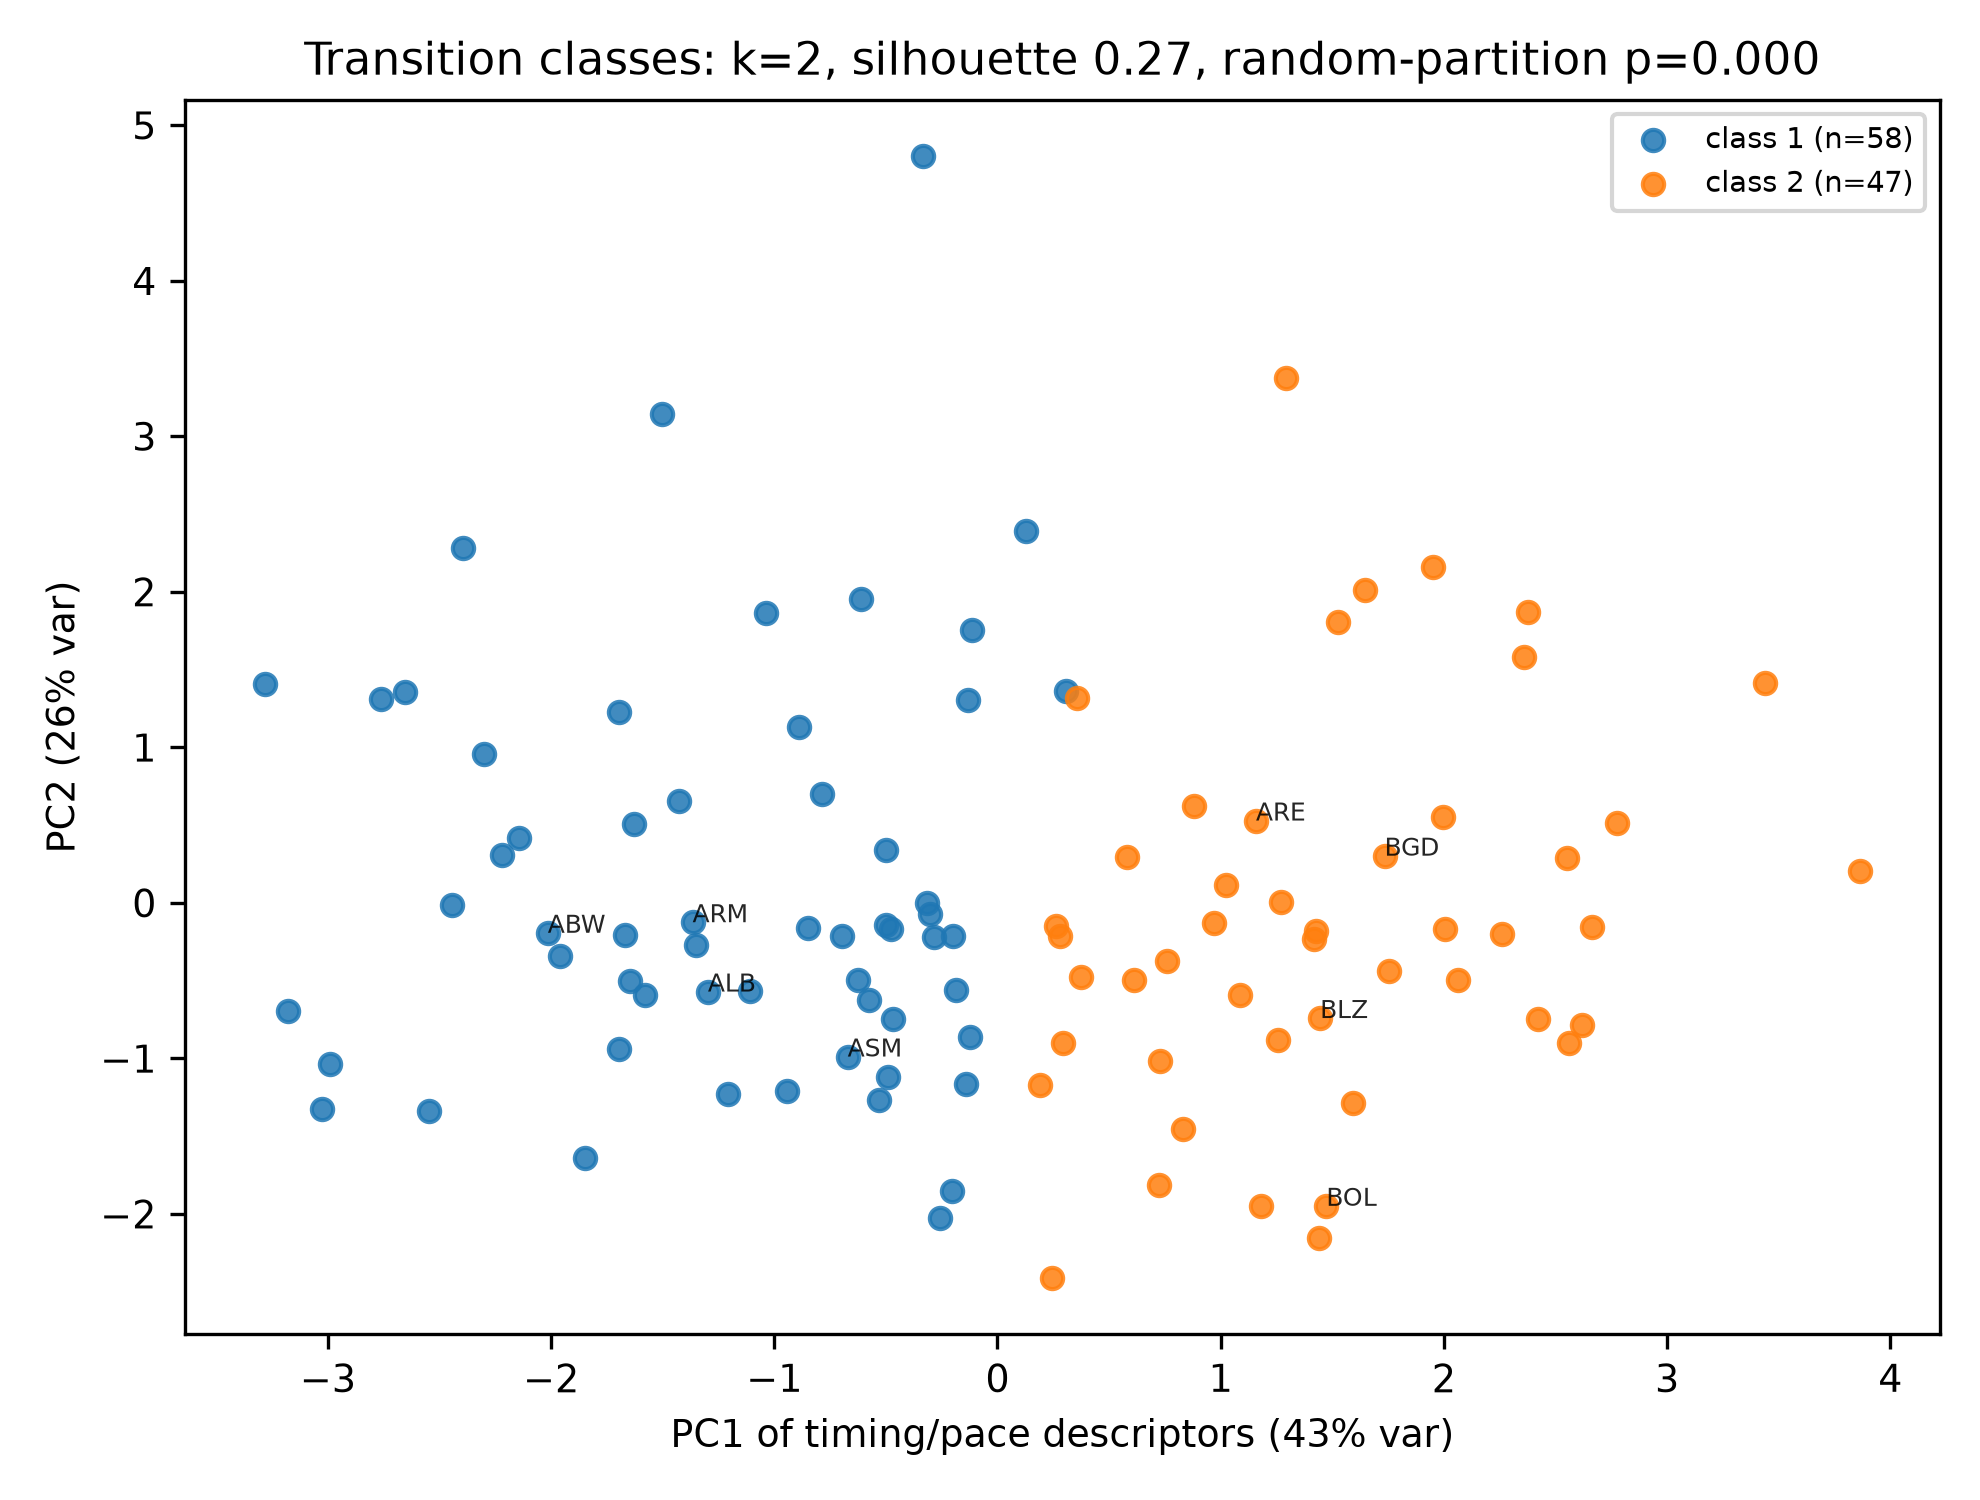 Transition classes: k=2, silhouette 0.27, random-partition p=0.000
class 1 (n=58)
class 2 (n=47)
PC2 (26% var)
5
4
3
2
1
0
−1
−2
ARE
BGD
ABW
ARM
ALB
BLZ
ASM
BOL
−3
−2
−1
0
1
2
3
4
PC1 of timing/pace descriptors (43% var)